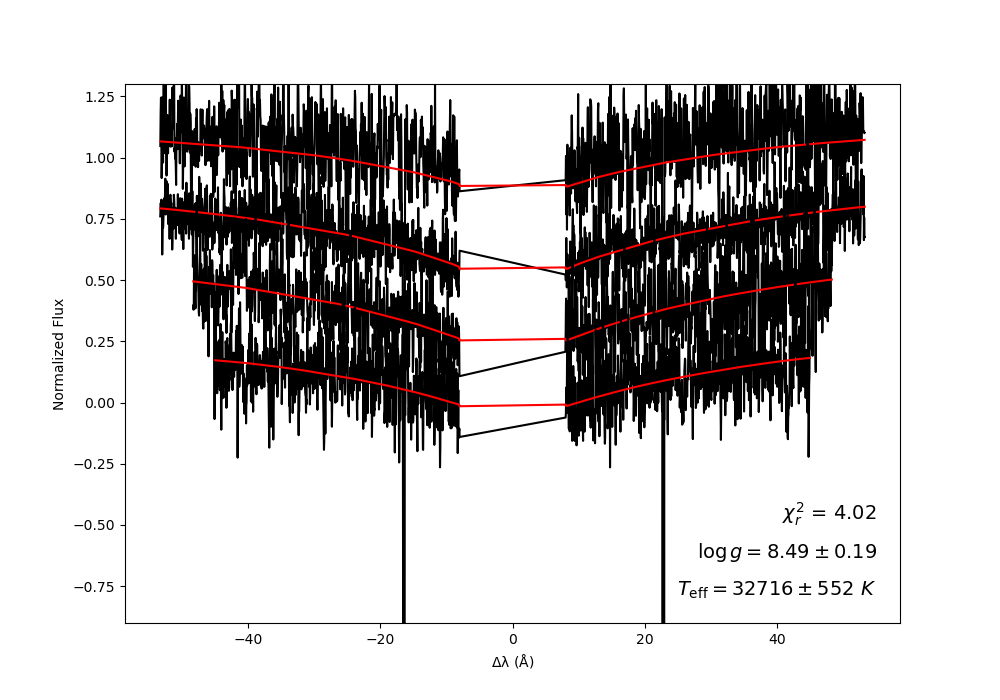 1.25
1.00
0.75
0.50
0.25
0.00
−0.25
−0.50
−0.75
Normalized Flux
−40
−20
0
20
40
Δλ (Å)
χ²ᵣ = 4.02
log g = 8.49 ± 0.19
T_eff = 32716 ± 552 K